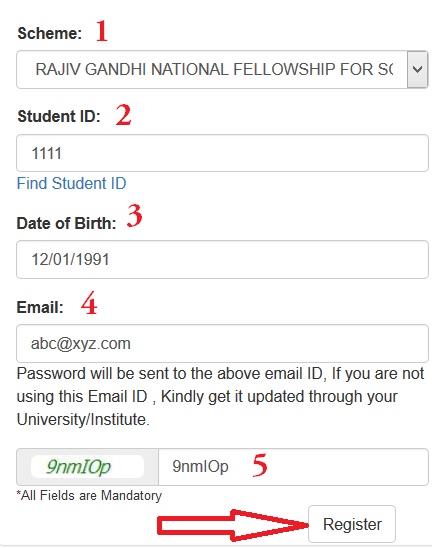 Scheme: 1
RAJIV GANDHI NATIONAL FELLOWSHIP FOR SC
Student ID: 2
1111
Find Student ID
Date of Birth: 3
12/01/1991
Email: 4
abc@xyz.com
Password will be sent to the above email ID, If you are not
using this Email ID , Kindly get it updated through your
University/Institute.
9nmIOp 9nmIOp 5
*All Fields are Mandatory
Register